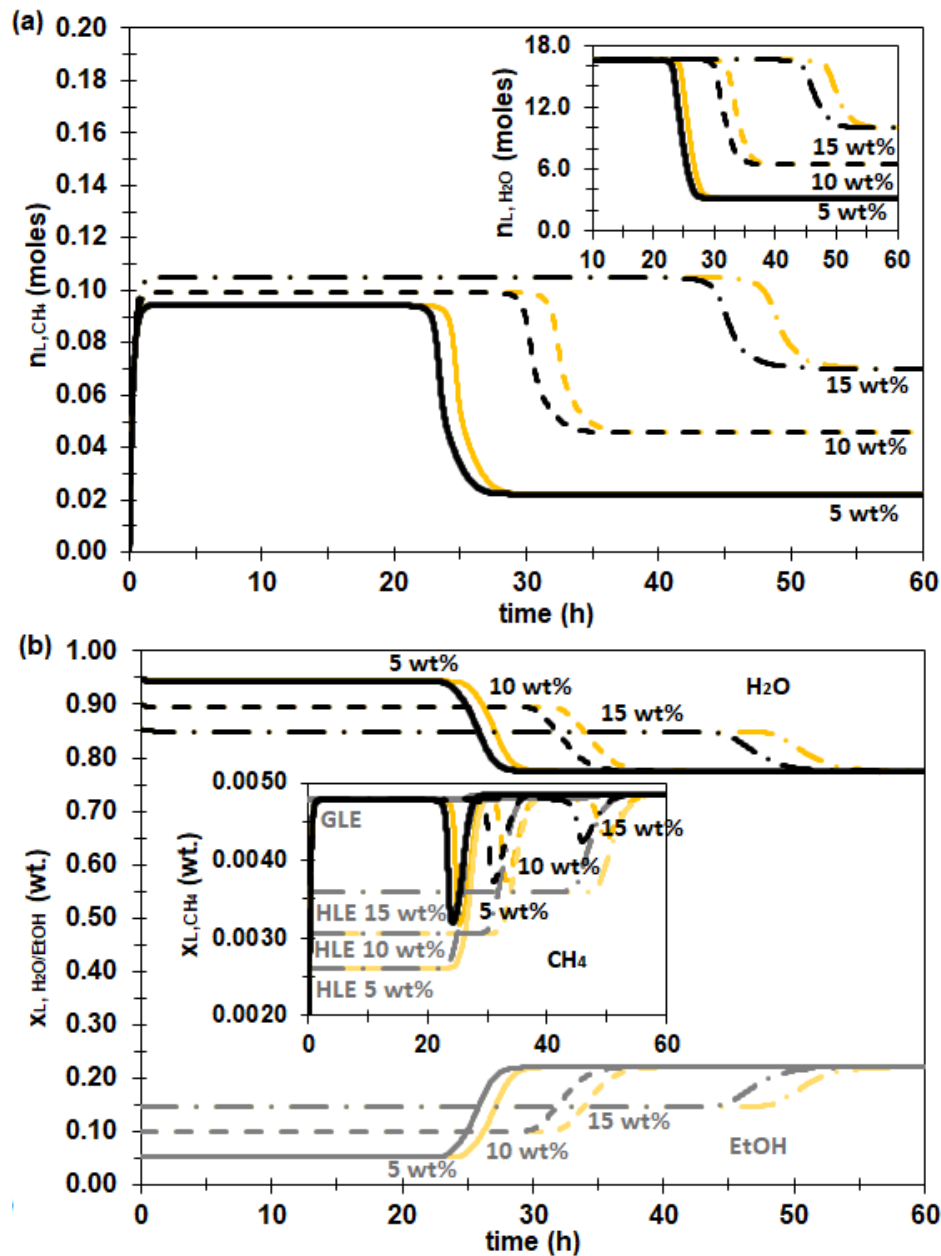 (a)
0.20
0.18
0.16
0.14
0.12
0.10
0.08
0.06
0.04
0.02
0.00
nL,CH4 (moles)
0 10 20 30 40 50 60
time (h)
15 wt%
10 wt%
5 wt%
18.0
12.0
6.0
0.0
nL, H2O (moles)
10 20 30 40 50 60
15 wt%
10 wt%
5 wt%
(b)
1.00
0.90
0.80
0.70
0.60
0.50
0.40
0.30
0.20
0.10
0.00
xL, H2O/EtOH (wt.)
0 10 20 30 40 50 60
time (h)
5 wt%
10 wt%
15 wt%
H2O
0.0050
0.0040
0.0030
0.0020
xL,CH4 (wt.)
0 20 40 60
GLE
15 wt%
10 wt%
5 wt%
HLE 15 wt%
HLE 10 wt%
HLE 5 wt%
CH4
15 wt%
10 wt%
5 wt%
EtOH